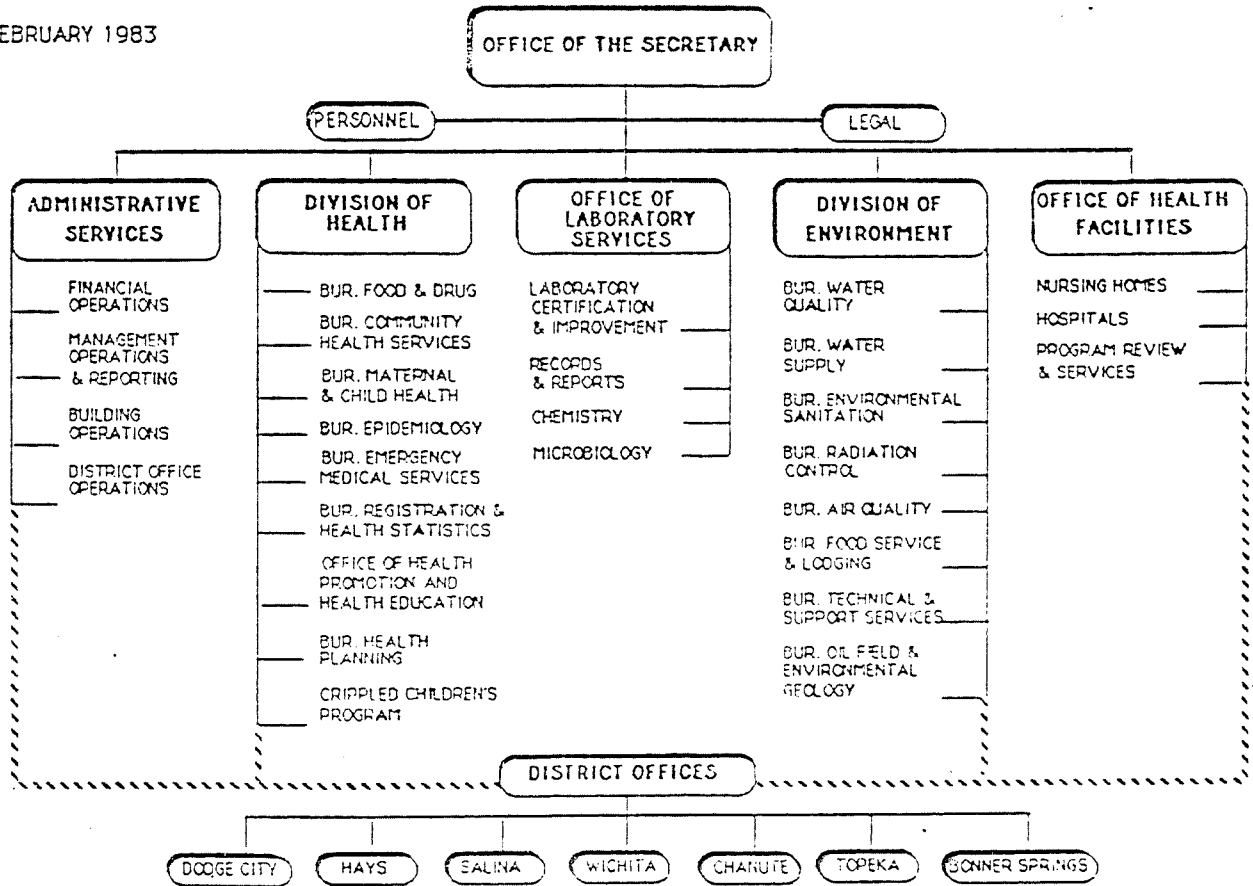 EBRUARY 1983
OFFICE OF THE SECRETARY
PERSONNEL
LEGAL
ADMINISTRATIVE
SERVICES
FINANCIAL
OPERATIONS
MANAGEMENT
OPERATIONS
& REPORTING
BUILDING
OPERATIONS
DISTRICT OFFICE
OPERATIONS
DIVISION OF
HEALTH
BUR. FOOD & DRUG
BUR. COMMUNITY
HEALTH SERVICES
BUR. MATERNAL
& CHILD HEALTH
BUR. EPIDEMIOLOGY
BUR. EMERGENCY
MEDICAL SERVICES
BUR. REGISTRATION &
HEALTH STATISTICS
OFFICE OF HEALTH
PROMOTION AND
HEALTH EDUCATION
BUR. HEALTH
PLANNING
CRIPPLED CHILDREN'S
PROGRAM
OFFICE OF
LABORATORY
SERVICES
LABORATORY
CERTIFICATION
& IMPROVEMENT
RECORDS
& REPORTS
CHEMISTRY
MICROBIOLOGY
DIVISION OF
ENVIRONMENT
BUR. WATER
QUALITY
BUR. WATER
SUPPLY
BUR. ENVIRONMENTAL
SANITATION
BUR. RADIATION
CONTROL
BUR. AIR QUALITY
BUR. FOOD SERVICE
& LODGING
BUR. TECHNICAL &
SUPPORT SERVICES
BUR. OIL FIELD &
ENVIRONMENTAL
GEOLOGY
OFFICE OF HEALTH
FACILITIES
NURSING HOMES
HOSPITALS
PROGRAM REVIEW
& SERVICES
DISTRICT OFFICES
DODGE CITY
HAYS
SALINA
WICHITA
CHANUTE
TOPEKA
BONNER SPRINGS